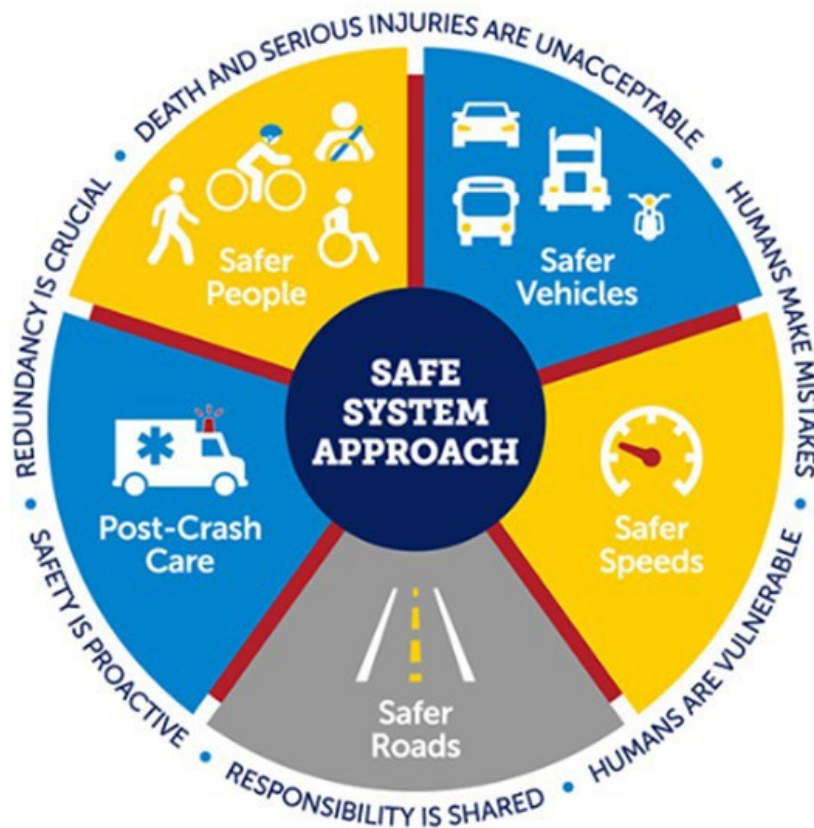 DEATH AND SERIOUS INJURIES ARE UNACCEPTABLE
HUMANS MAKE MISTAKES
HUMANS ARE VULNERABLE
RESPONSIBILITY IS SHARED
SAFETY IS PROACTIVE
REDUNDANCY IS CRUCIAL
Safer
People
Safer
Vehicles
SAFE
SYSTEM
APPROACH
Post-Crash
Care
Safer
Speeds
Safer
Roads